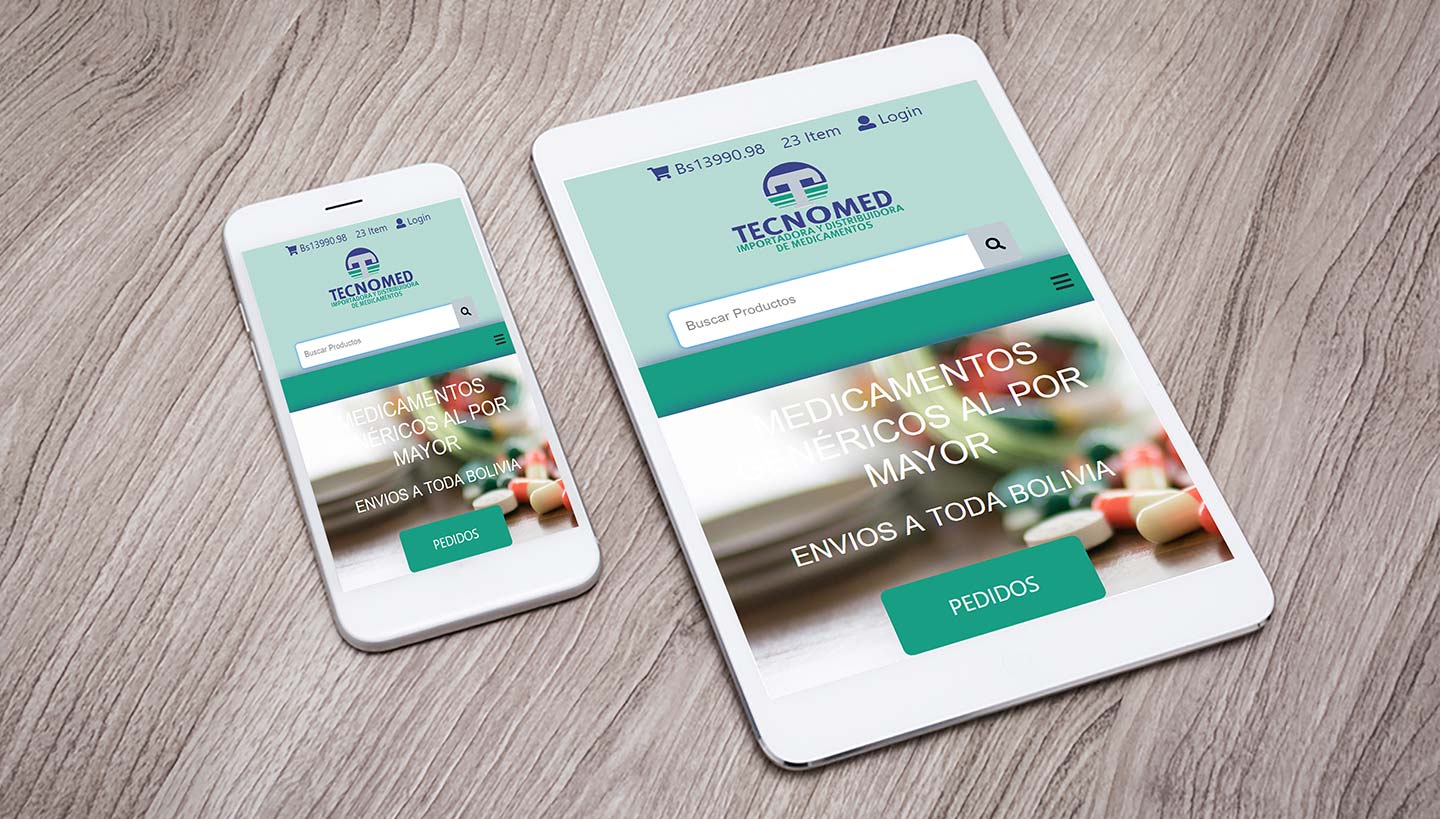 Bs13990.98 23 Item Login
TECNOMED
IMPORTADORA Y DISTRIBUIDORA
DE MEDICAMENTOS
Buscar Productos
MEDICAMENTOS
GENÉRICOS AL POR
MAYOR
ENVIOS A TODA BOLIVIA
PEDIDOS
Bs13990.98 23 Item Login
TECNOMED
IMPORTADORA Y DISTRIBUIDORA
DE MEDICAMENTOS
Buscar Productos
MEDICAMENTOS
GENÉRICOS AL POR
MAYOR
ENVIOS A TODA BOLIVIA
PEDIDOS